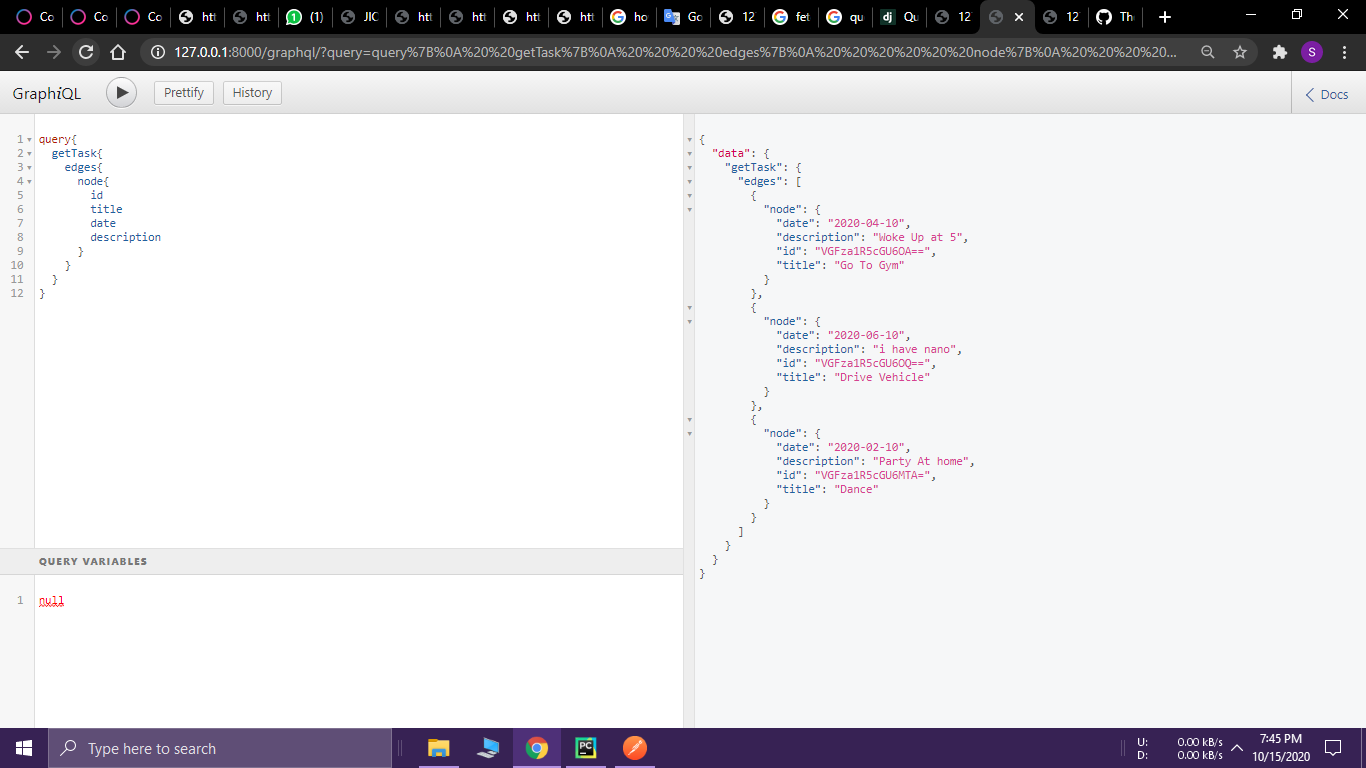 Co
Co
Co
htt
htt
(1)
JIC
htt
htt
htt
htt
ho
Go
12
fet
qu
Qu
12
12
Th
127.0.0.1:8000/graphql/?query=query%7B%0A%20%20getTask%7B%0A%20%20%20%20edges%7B%0A%20%20%20%20%20%20node%7B%0A%20%20%20%20...
S
GraphiQL
Prettify
History
Docs
1 query{
2 getTask{
3 edges{
4 node{
5 id
6 title
7 date
8 description
9 }
10 }
11 }
12 }
{
"data": {
"getTask": {
"edges": [
{
"node": {
"date": "2020-04-10",
"description": "Woke Up at 5",
"id": "VGFza1R5cGU6OA==",
"title": "Go To Gym"
}
},
{
"node": {
"date": "2020-06-10",
"description": "i have nano",
"id": "VGFza1R5cGU6OQ==",
"title": "Drive Vehicle"
}
},
{
"node": {
"date": "2020-02-10",
"description": "Party At home",
"id": "VGFza1R5cGU6MTA=",
"title": "Dance"
}
}
]
}
}
}
QUERY VARIABLES
1 null
Type here to search
U: 0.00 kB/s
D: 0.00 kB/s
7:45 PM
10/15/2020